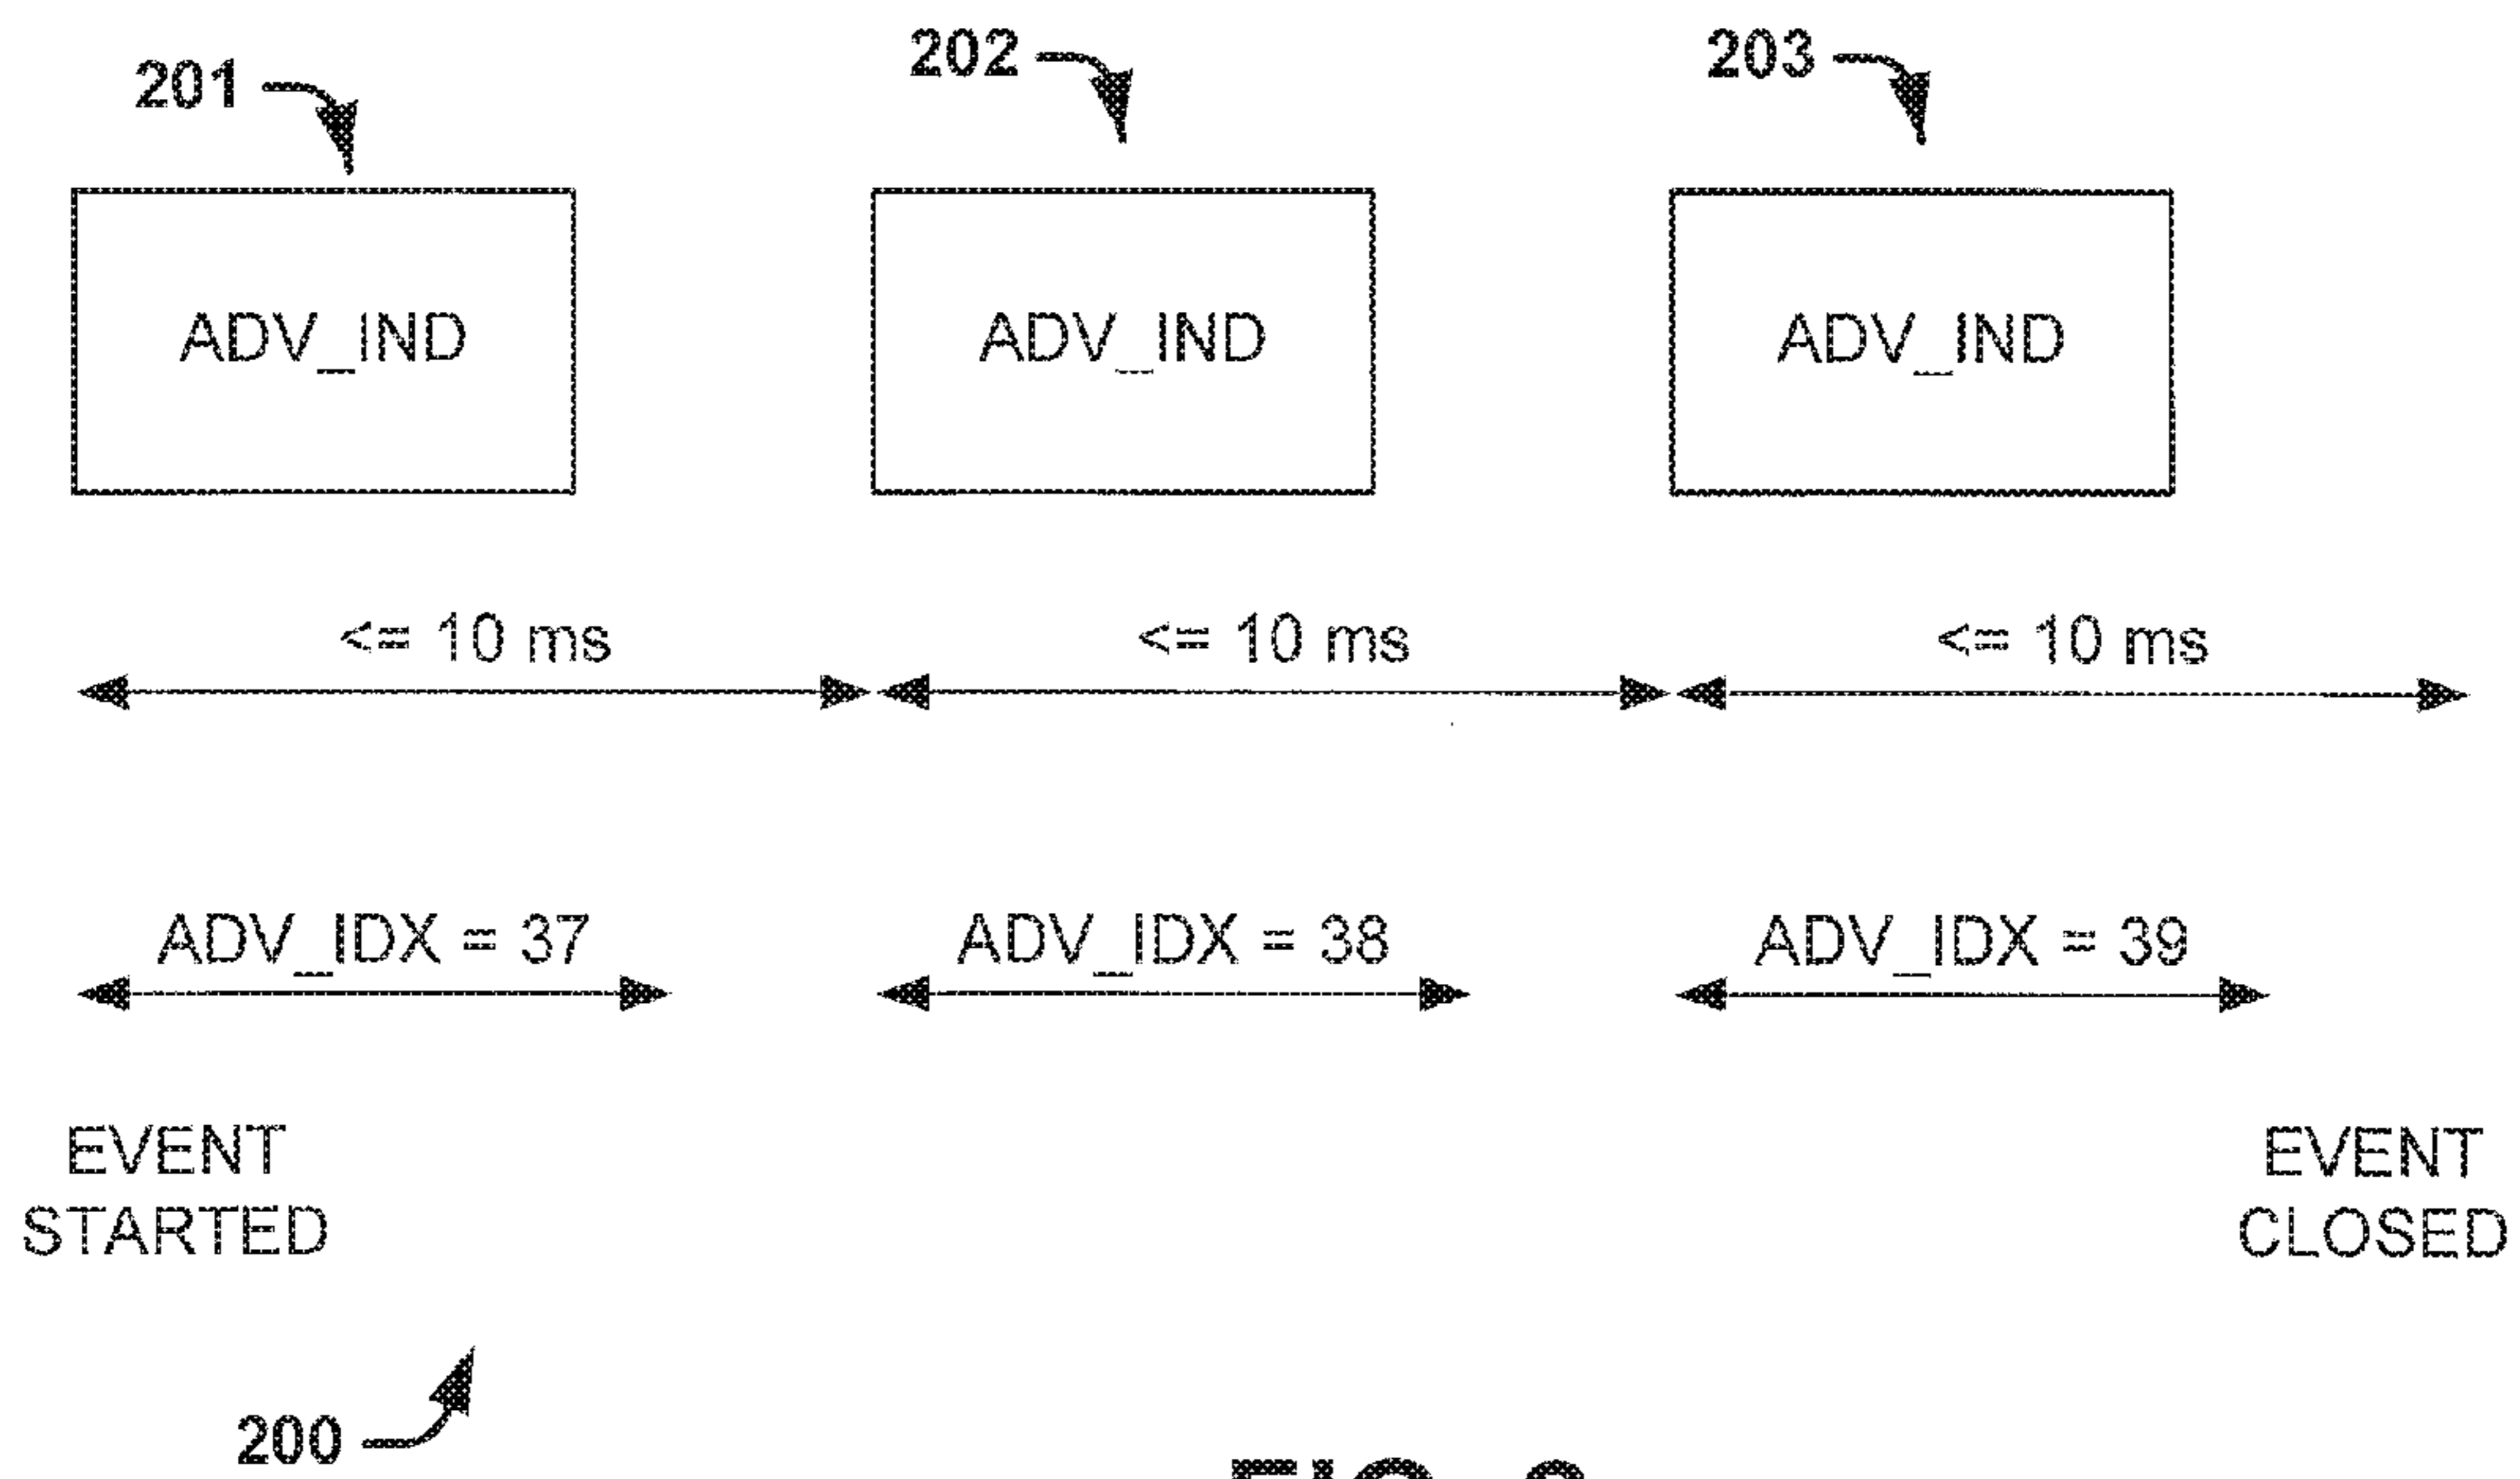 201
202
203
ADV_IND
ADV_IND
ADV_IND
<= 10 ms
<= 10 ms
<= 10 ms
ADV_IDX = 37
ADV_IDX = 38
ADV_IDX = 39
EVENT
STARTED
EVENT
CLOSED
200